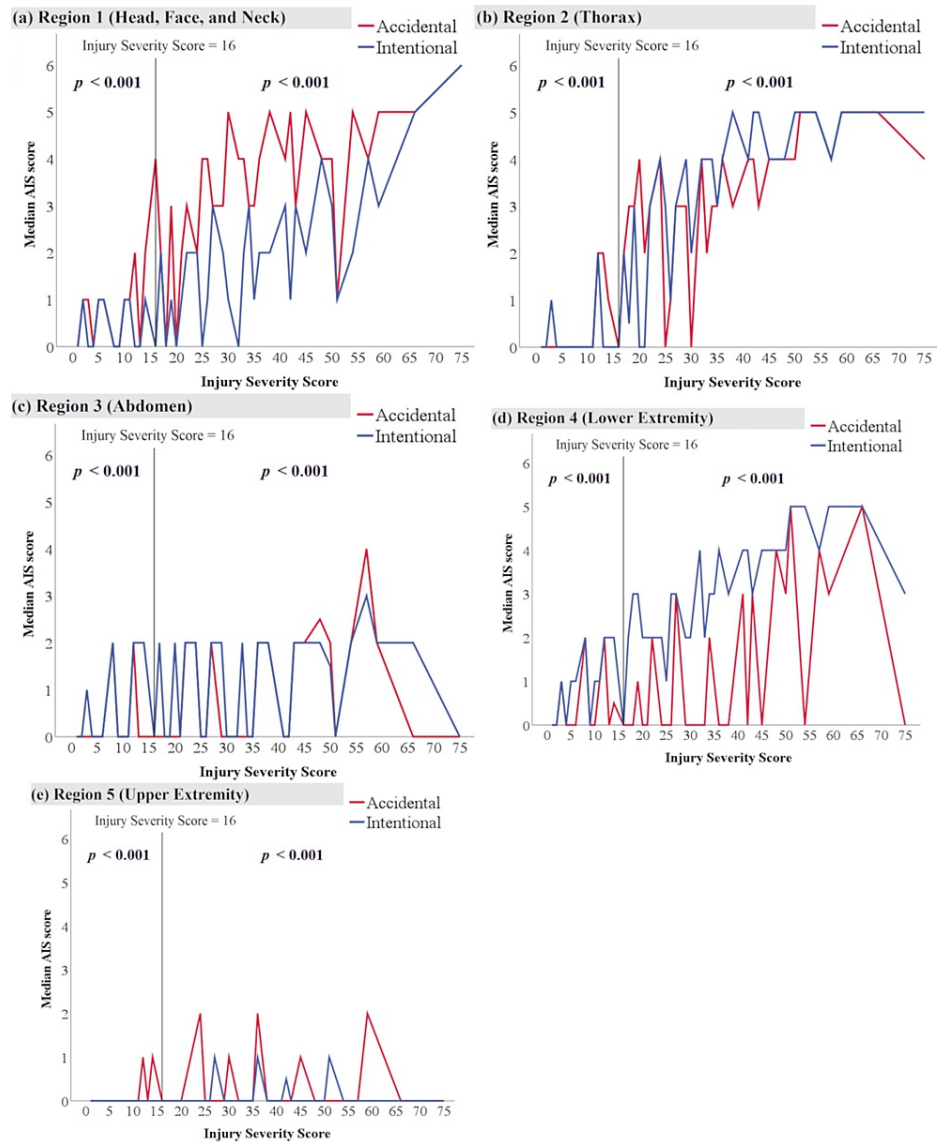 (a) Region 1 (Head, Face, and Neck)
Accidental
Intentional
Injury Severity Score = 16
p < 0.001
p < 0.001
Median AIS score
6
5
4
3
2
1
0
0 5 10 15 20 25 30 35 40 45 50 55 60 65 70 75
Injury Severity Score
(b) Region 2 (Thorax)
Accidental
Intentional
Injury Severity Score = 16
p < 0.001
p < 0.001
Median AIS score
6
5
4
3
2
1
0
0 5 10 15 20 25 30 35 40 45 50 55 60 65 70 75
Injury Severity Score
(c) Region 3 (Abdomen)
Accidental
Intentional
Injury Severity Score = 16
p < 0.001
p < 0.001
Median AIS score
6
5
4
3
2
1
0
0 5 10 15 20 25 30 35 40 45 50 55 60 65 70 75
Injury Severity Score
(d) Region 4 (Lower Extremity)
Accidental
Intentional
Injury Severity Score = 16
p < 0.001
p < 0.001
Median AIS score
6
5
4
3
2
1
0
0 5 10 15 20 25 30 35 40 45 50 55 60 65 70 75
Injury Severity Score
(e) Region 5 (Upper Extremity)
Accidental
Intentional
Injury Severity Score = 16
p < 0.001
p < 0.001
Median AIS score
6
5
4
3
2
1
0
0 5 10 15 20 25 30 35 40 45 50 55 60 65 70 75
Injury Severity Score